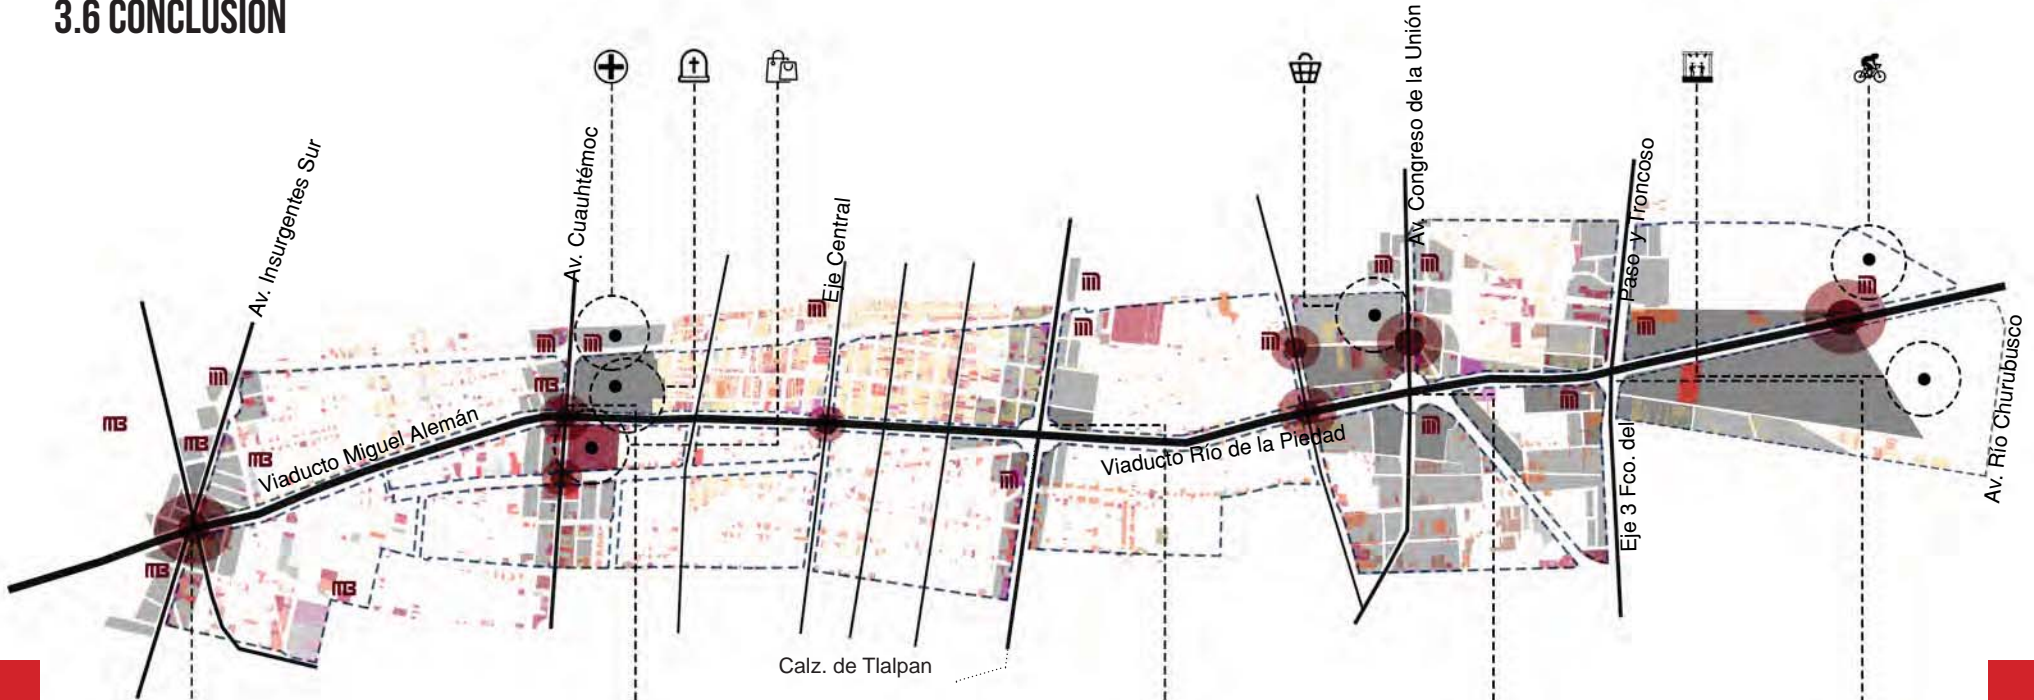 3.6 CONCLUSIÓN
Av. Insurgentes Sur
Av. Cuauhtémoc
Eje Central
Av. Congreso de la Unión
Eje 3 Fco. del Paso y Troncoso
Av. Río Churubusco
Viaducto Miguel Alemán
Viaducto Río de la Piedad
Calz. de Tlalpan